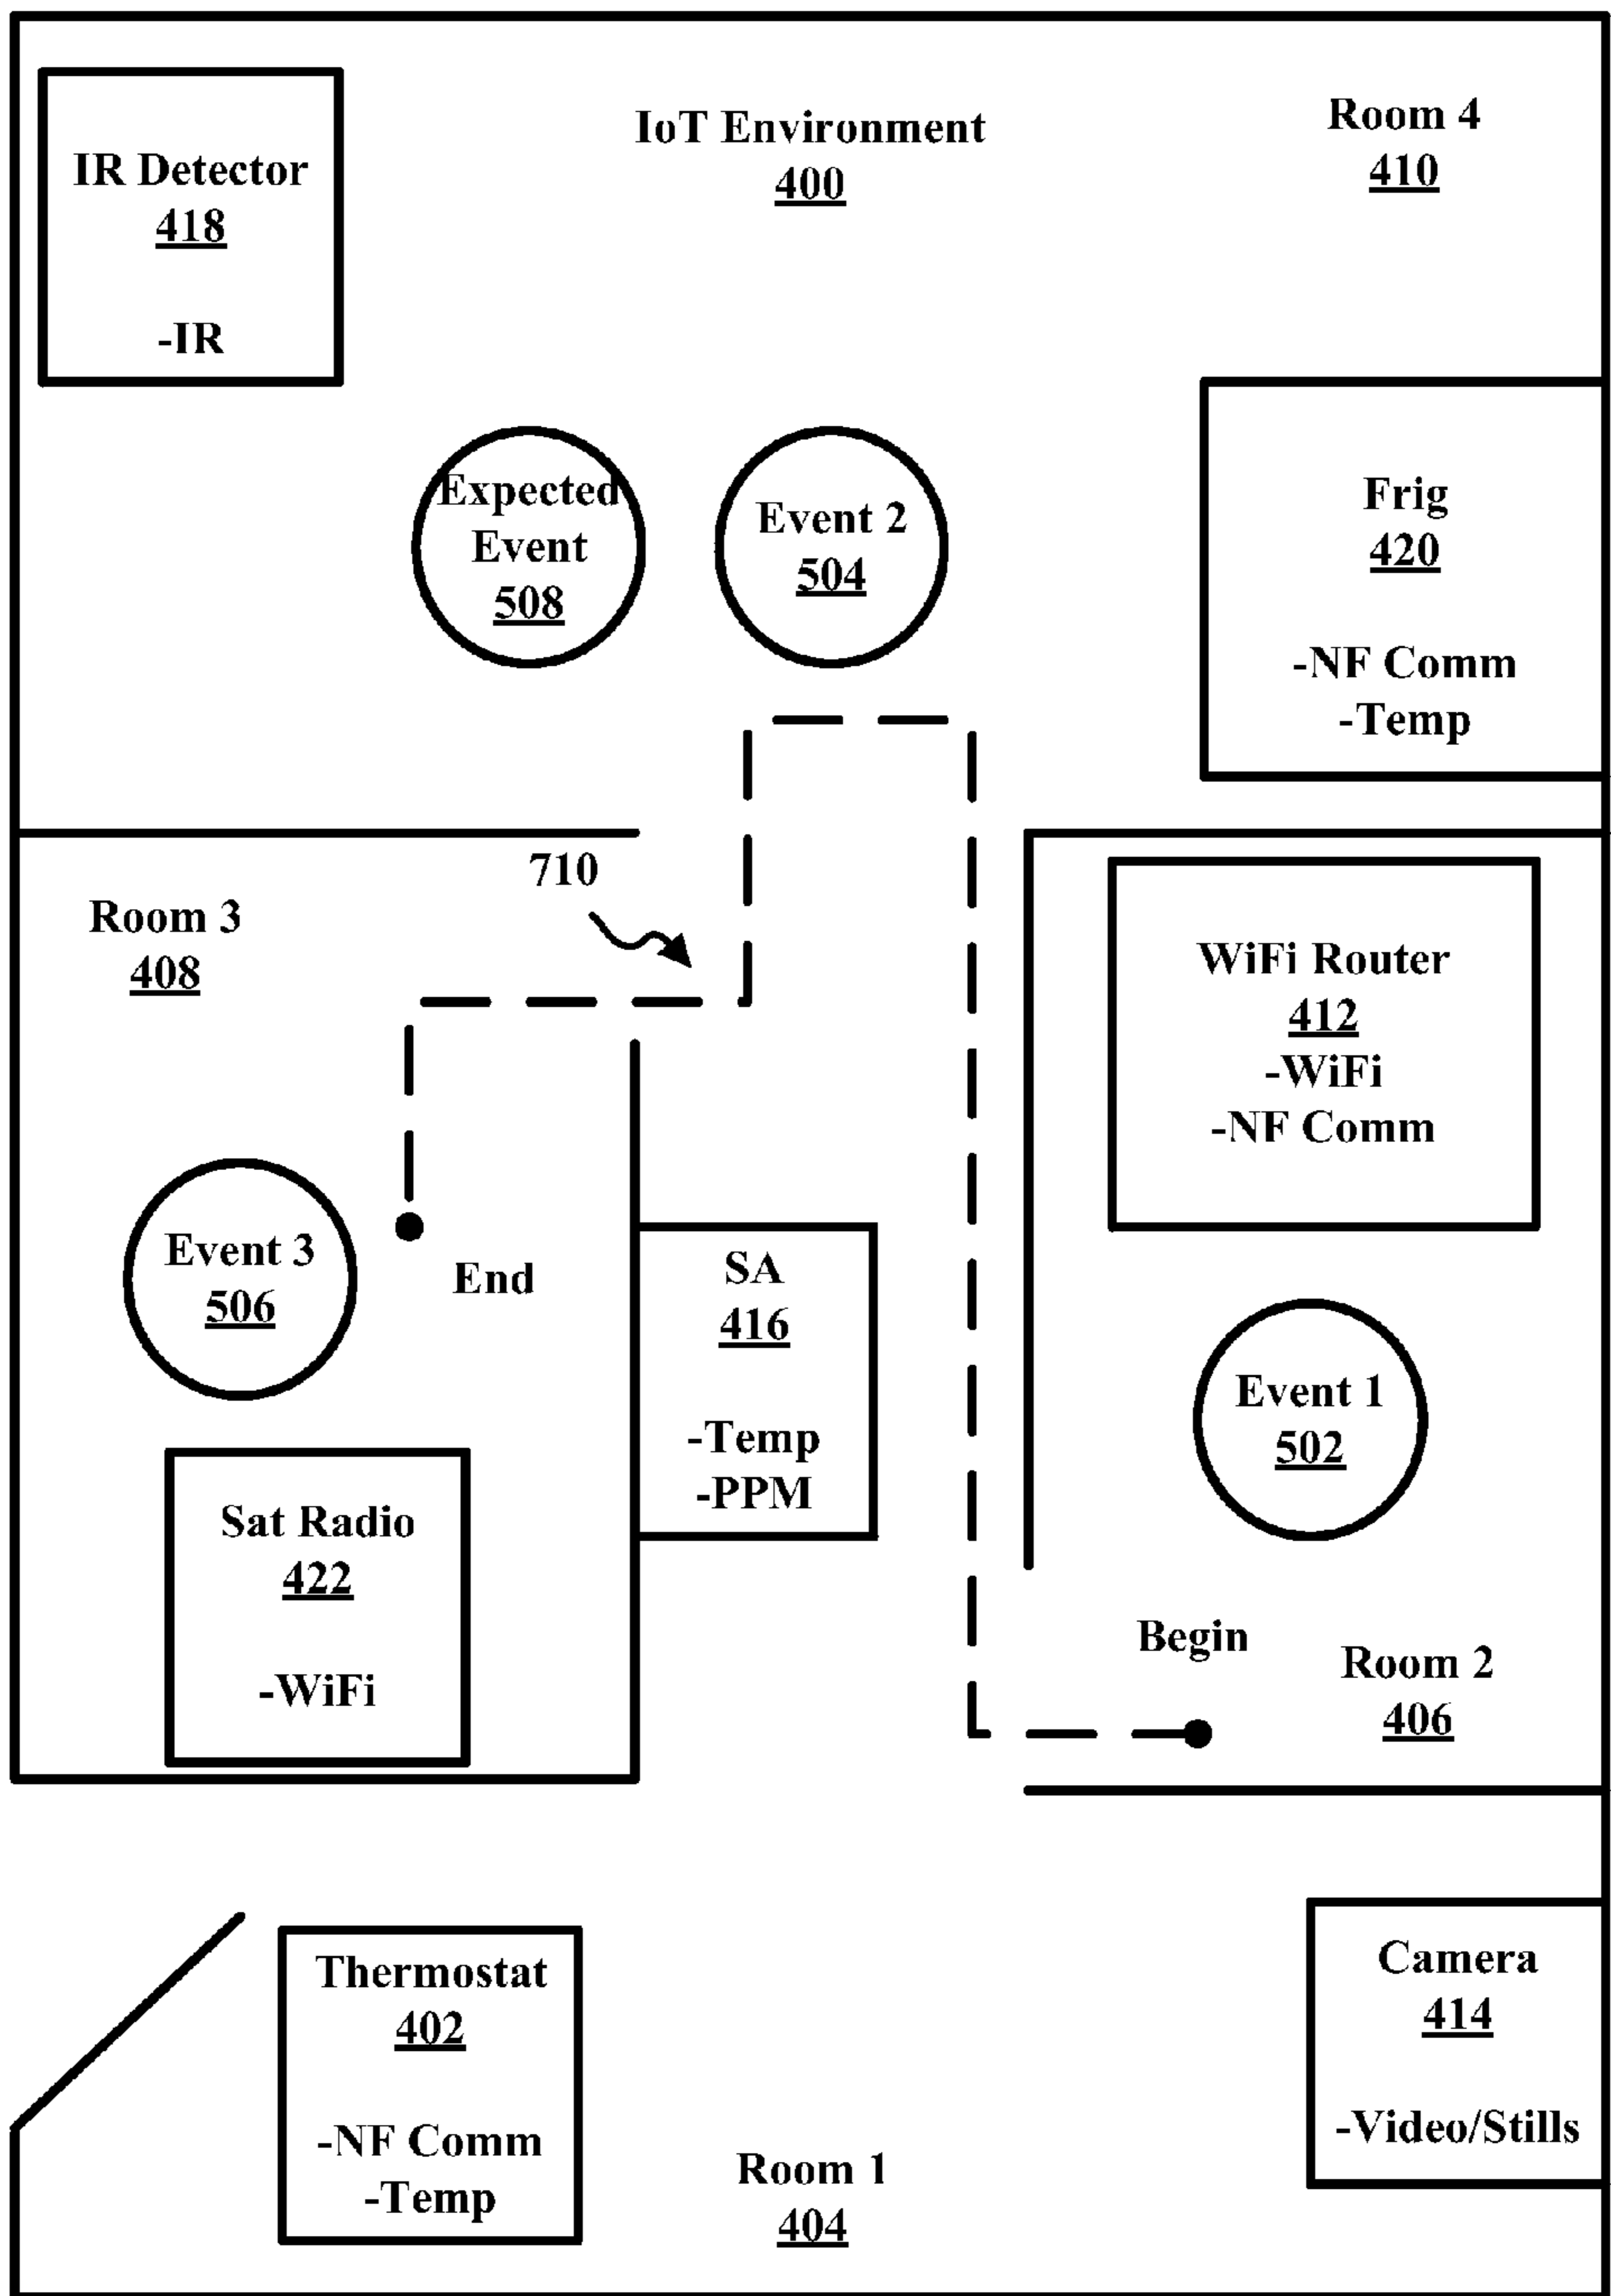 IoT Environment
400
Room 4
410
IR Detector
418
-IR
Expected
Event
508
Event 2
504
Frig
420
-NF Comm
-Temp
710
Room 3
408
WiFi Router
412
-WiFi
-NF Comm
Event 3
506
End
SA
416
-Temp
-PPM
Event 1
502
Sat Radio
422
-WiFi
Begin
Room 2
406
Thermostat
402
-NF Comm
-Temp
Camera
414
-Video/Stills
Room 1
404